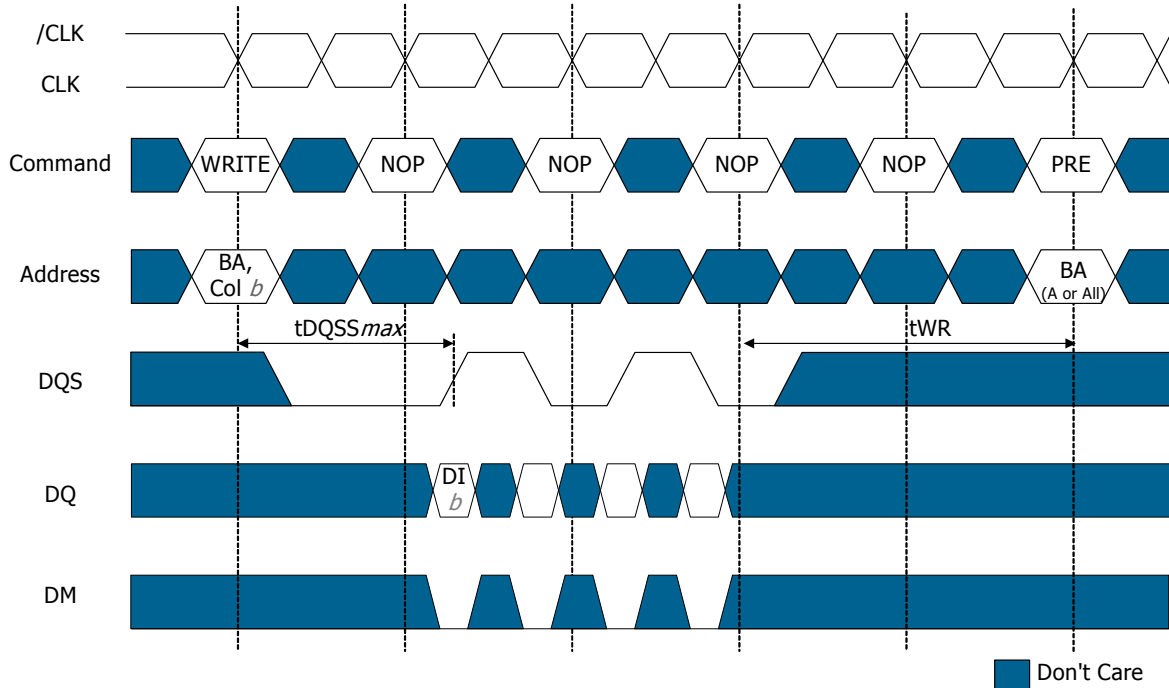 /CLK
CLK
Command
WRITE NOP NOP NOP NOP PRE
Address
BA,
Col b
BA
(A or All)
tDQSSmax
tWR
DQS
DQ
DI
b
DM
Don't Care